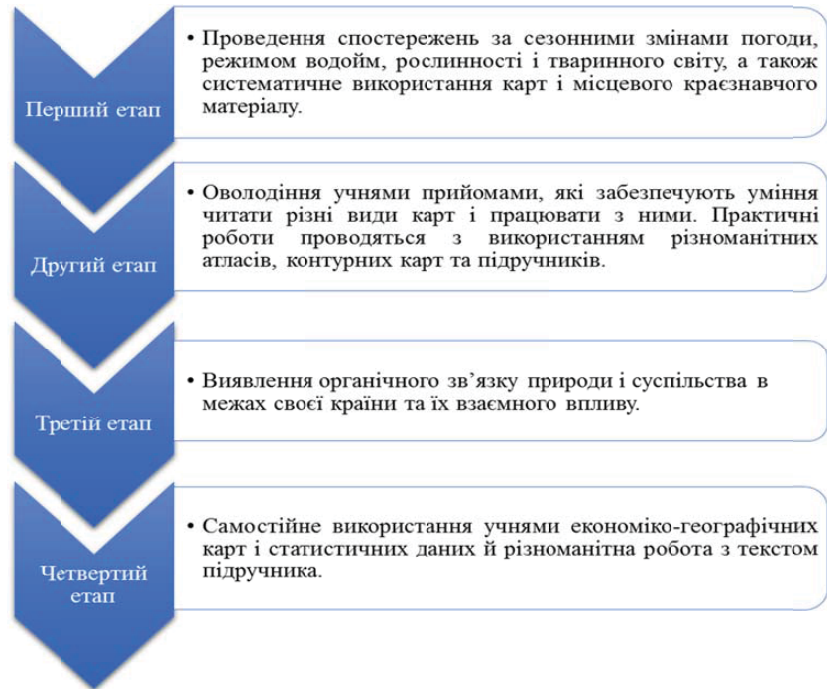 Перший етап
• Проведення спостережень за сезонними змінами погоди,
режимом водойм, рослинності і тваринного світу, а також
систематичне використання карт і місцевого краєзнавчого
матеріалу.
Другий етап
• Оволодіння учнями прийомами, які забезпечують уміння
читати різні види карт і працювати з ними. Практичні
роботи проводяться з використанням різноманітних
атласів, контурних карт та підручників.
Третій етап
• Виявлення органічного зв’язку природи і суспільства в
межах своєї країни та їх взаємного впливу.
Четвертий
етап
• Самостійне використання учнями економіко-географічних
карт і статистичних даних й різноманітна робота з текстом
підручника.